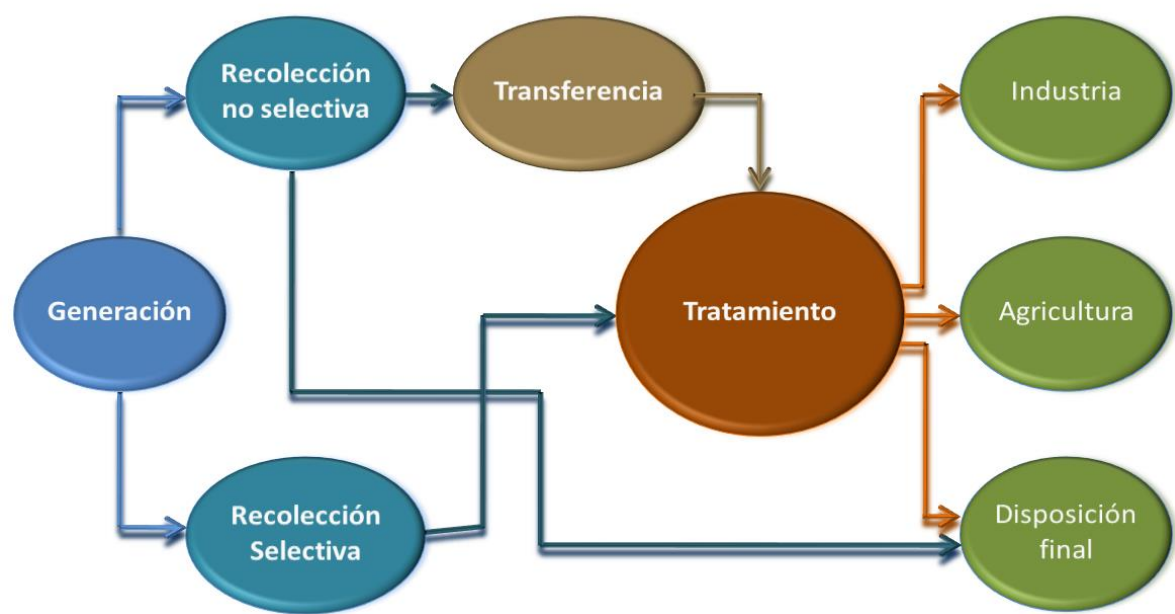 Recolección
no selectiva
Transferencia
Industria
Generación
Tratamiento
Agricultura
Recolección
Selectiva
Disposición
final